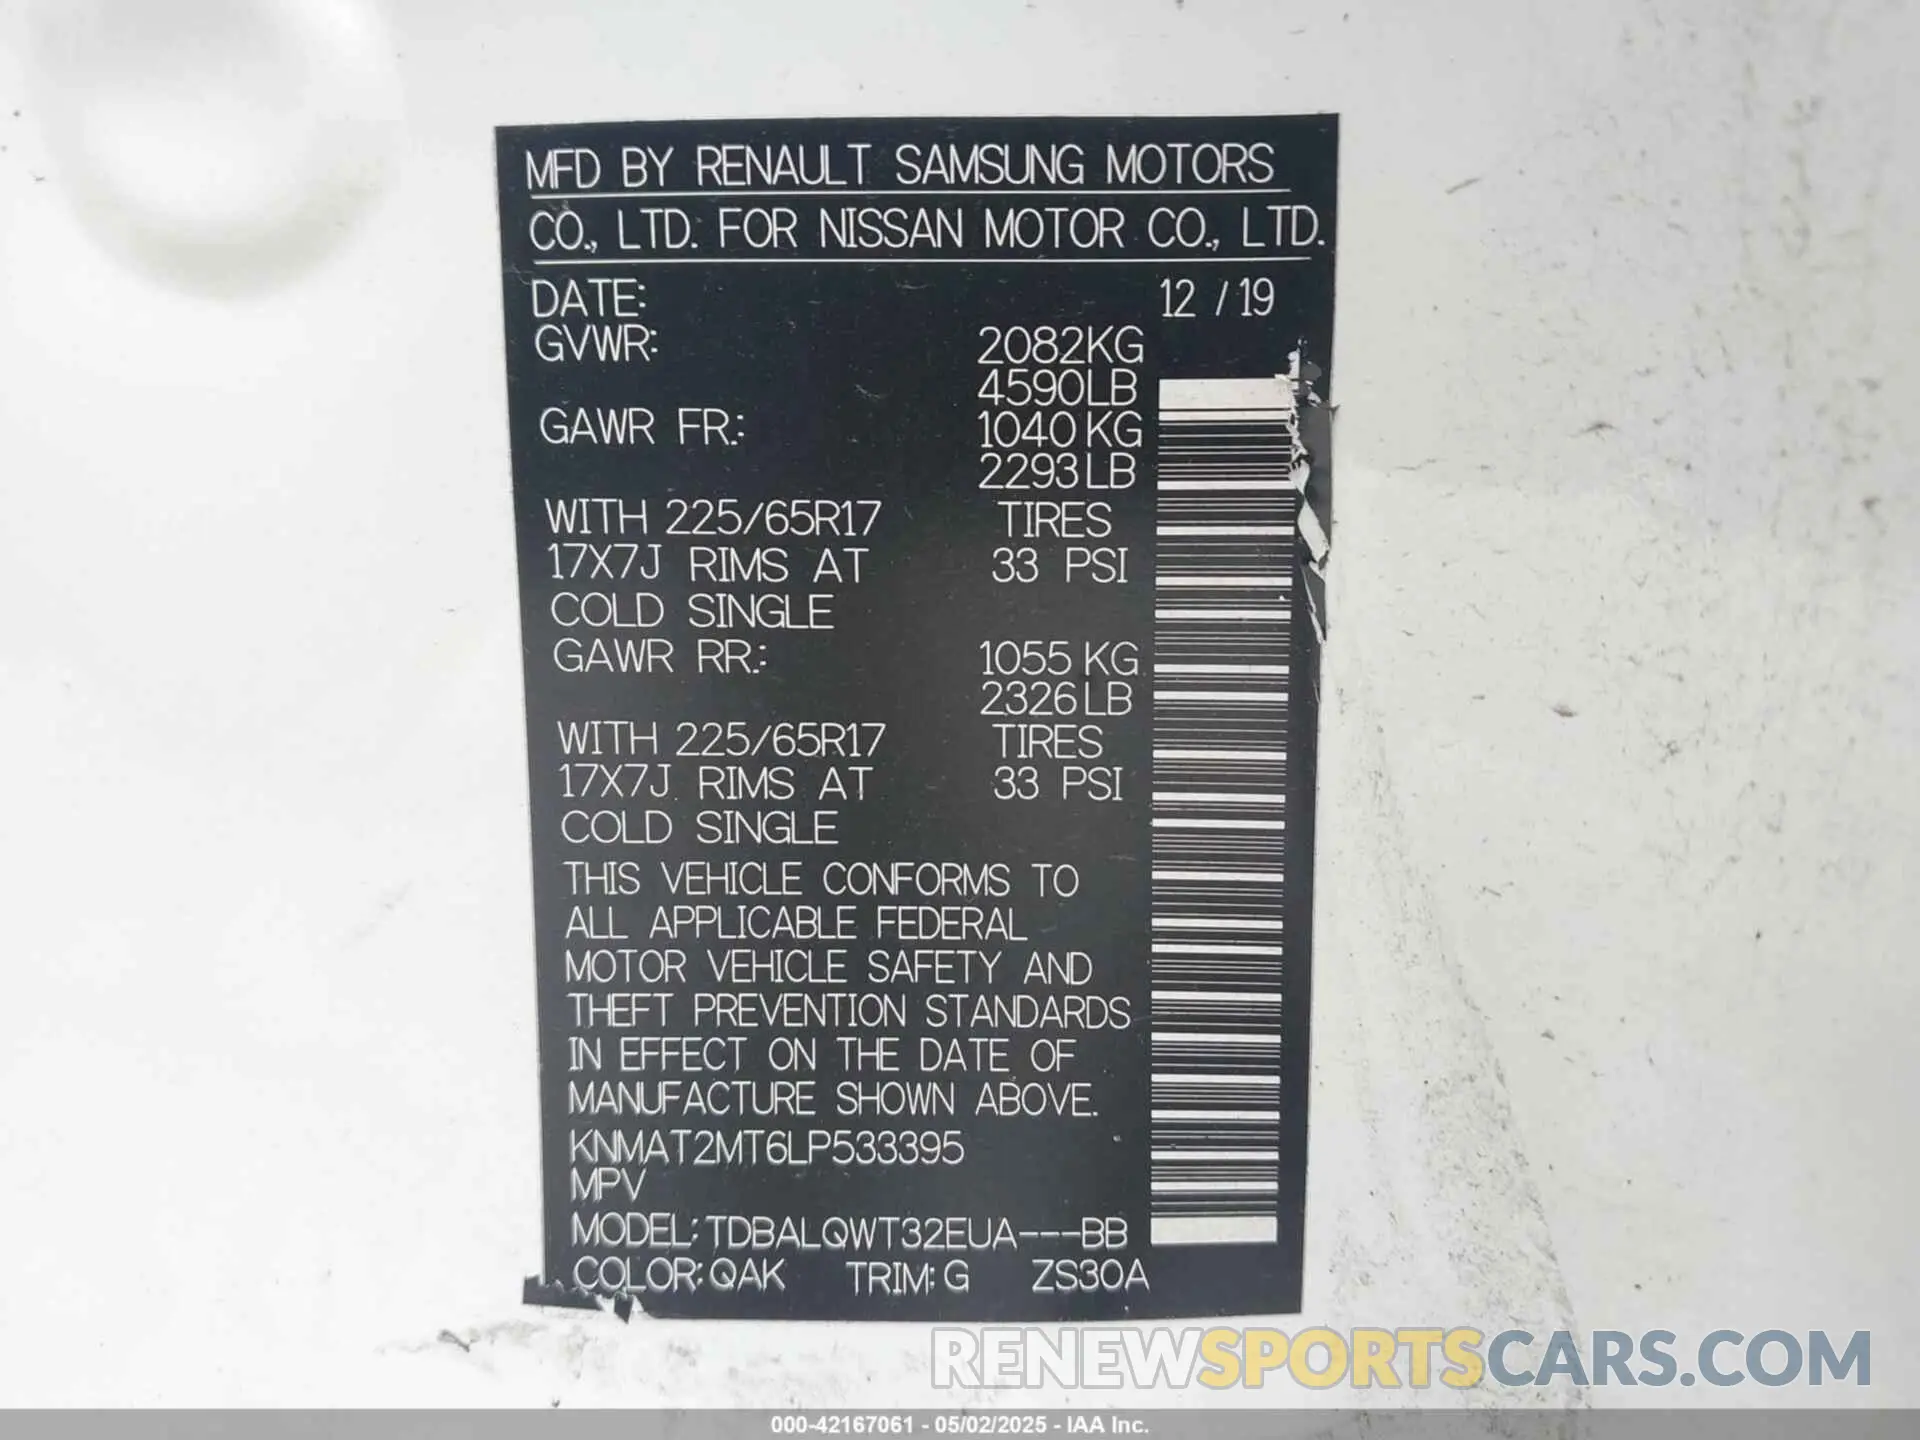 MFD BY RENAULT SAMSUNG MOTORS
CO., LTD. FOR NISSAN MOTOR CO., LTD.
DATE: 12 / 19
GVWR: 2082KG
4590LB
GAWR FR.: 1040 KG
2293LB
WITH 225/65R17 TIRES
17X7J RIMS AT 33 PSI
COLD SINGLE
GAWR RR.: 1055 KG
2326LB
WITH 225/65R17 TIRES
17X7J RIMS AT 33 PSI
COLD SINGLE
THIS VEHICLE CONFORMS TO
ALL APPLICABLE FEDERAL
MOTOR VEHICLE SAFETY AND
THEFT PREVENTION STANDARDS
IN EFFECT ON THE DATE OF
MANUFACTURE SHOWN ABOVE.
KNMAT2MT6LP533395
MPV
MODEL: TDBALQWT32EUA---BB
COLOR: QAK TRIM: G ZS30A
RENEWSPORTSCARS.COM
000-42167061 - 05/02/2025 - IAA Inc.